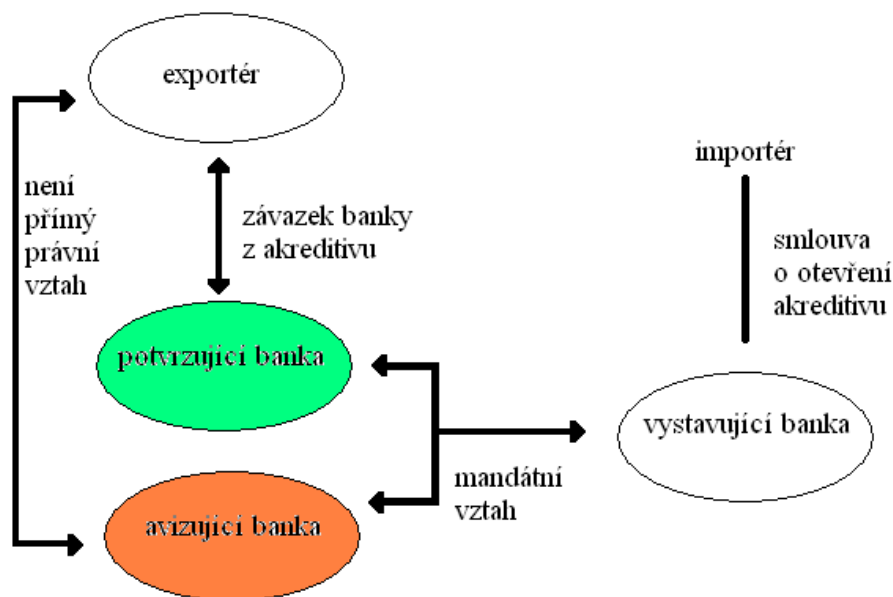 exportér
importér
není
přímý
právní
vztah
závazek banky
z akreditivu
smlouva
o otevření
akreditivu
potvrzující banka
vystavující banka
mandátní
vztah
avizující banka